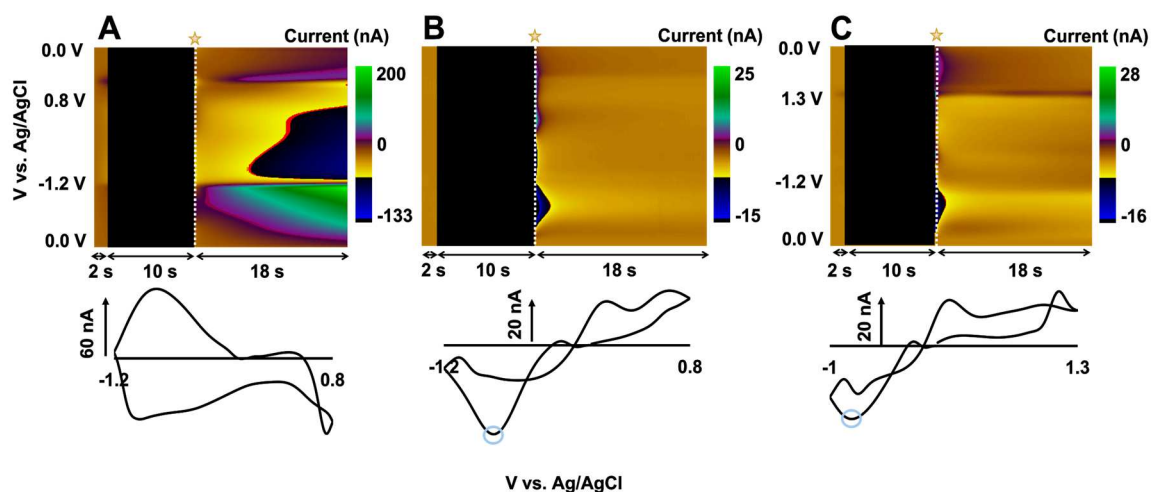 A
Current (nA)
0.0 V
0.8 V
-1.2 V
0.0 V
V vs. Ag/AgCl
200
0
-133
2 s
10 s
18 s
60 nA
-1.2
0.8
B
Current (nA)
25
0
-15
2 s
10 s
18 s
20 nA
-1.2
0.8
C
Current (nA)
0.0 V
1.3 V
-1.2 V
0.0 V
28
0
-16
2 s
10 s
18 s
20 nA
-1
1.3
V vs. Ag/AgCl